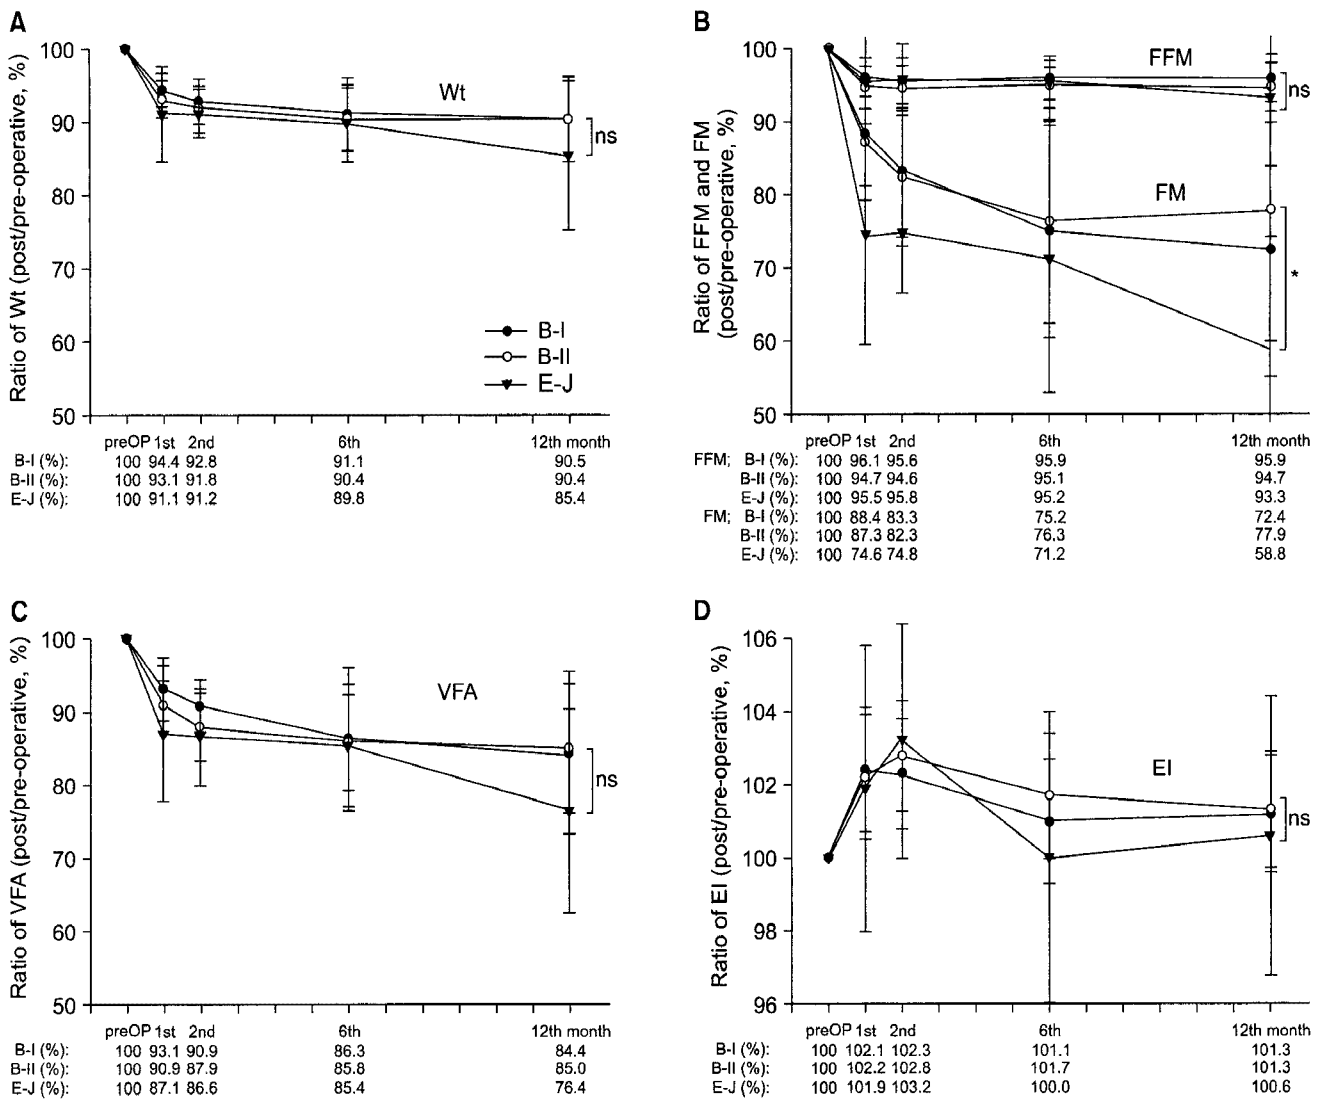 A
Ratio of Wt (post/pre-operative, %)
100
90
80
70
60
50
Wt
ns
B-I
B-II
E-J
preOP 1st 2nd 6th 12th month
B-I (%): 100 94.4 92.8 91.1 90.5
B-II (%): 100 93.1 91.8 90.4 90.4
E-J (%): 100 91.1 91.2 89.8 85.4
B
Ratio of FFM and FM
(post/pre-operative, %)
100
90
80
70
60
50
FFM
ns
FM
*
preOP 1st 2nd 6th 12th month
FFM; B-I (%): 100 96.1 95.6 95.9 95.9
B-II (%): 100 94.7 94.6 95.1 94.7
E-J (%): 100 95.5 95.8 95.2 93.3
FM; B-I (%): 100 88.4 83.3 75.2 72.4
B-II (%): 100 87.3 82.3 76.3 77.9
E-J (%): 100 74.6 74.8 71.2 58.8
C
Ratio of VFA (post/pre-operative, %)
100
90
80
70
60
50
VFA
ns
preOP 1st 2nd 6th 12th month
B-I (%): 100 93.1 90.9 86.3 84.4
B-II (%): 100 90.9 87.9 85.8 85.0
E-J (%): 100 87.1 86.6 85.4 76.4
D
Ratio of EI (post/pre-operative, %)
106
104
102
100
98
96
EI
ns
preOP 1st 2nd 6th 12th month
B-I (%): 100 102.1 102.3 101.1 101.3
B-II (%): 100 102.2 102.8 101.7 101.3
E-J (%): 100 101.9 103.2 100.0 100.6